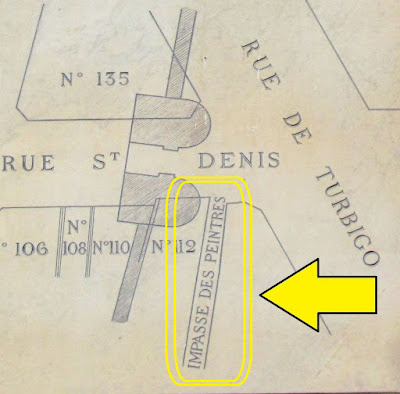 N° 135
RUE ST DENIS
RUE DE TURBIGO
° 106
N° 108
N° 110
N° 112
IMPASSE DES PEINTRES